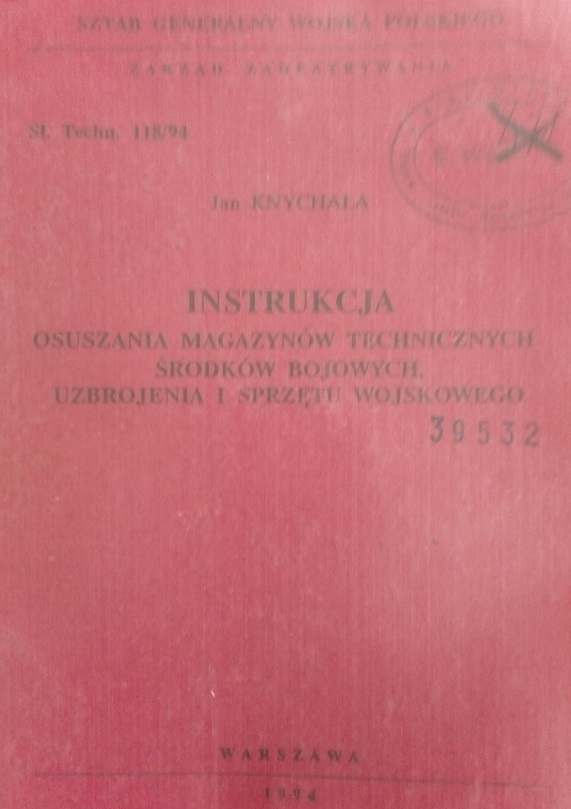 SZTAB GENERALNY WOJSKA POLSKIEGO
ZARZĄD ZAOPATRYWANIA
Sł. Techn. 118/94
Jan KNYCHAŁA
INSTRUKCJA
OSUSZANIA MAGAZYNÓW TECHNICZNYCH
ŚRODKÓW BOJOWYCH,
UZBROJENIA I SPRZĘTU WOJSKOWEGO
39532
WARSZAWA
1994